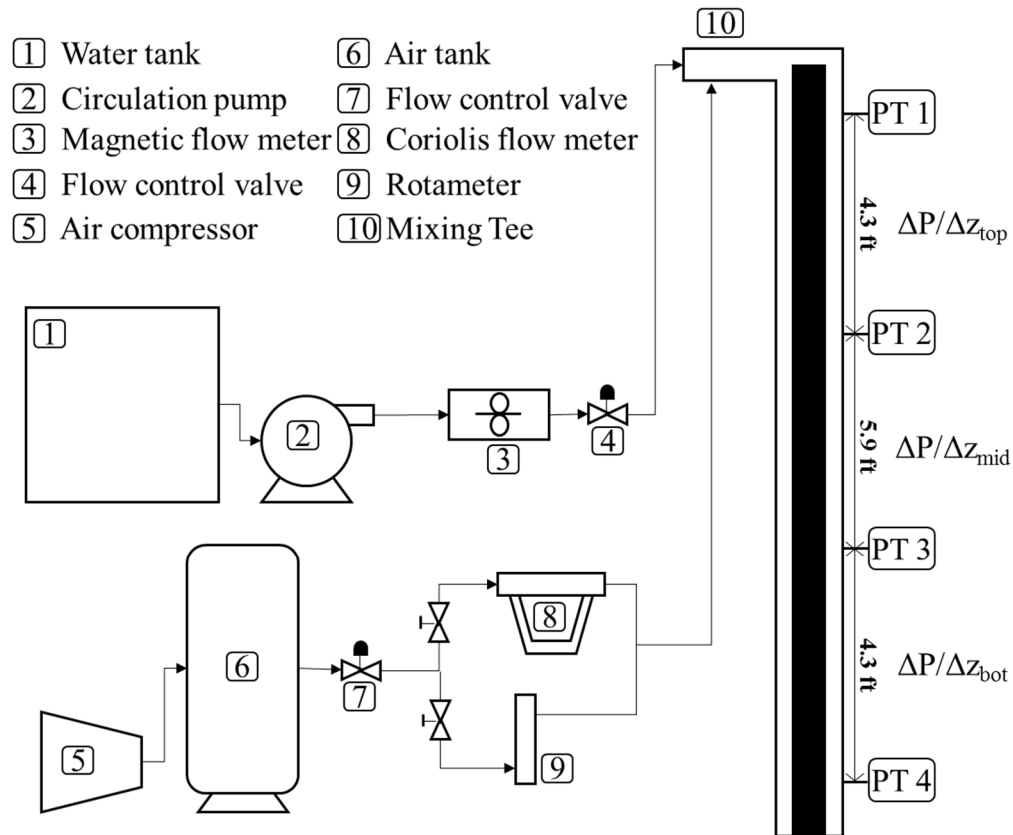 10
1 Water tank
2 Circulation pump
3 Magnetic flow meter
4 Flow control valve
5 Air compressor
6 Air tank
7 Flow control valve
8 Coriolis flow meter
9 Rotameter
10 Mixing Tee
PT 1
4.3 ft
ΔP/Δz_top
PT 2
1
2
3
4
5.9 ft
ΔP/Δz_mid
PT 3
8
6
7
4.3 ft
ΔP/Δz_bot
5
9
PT 4